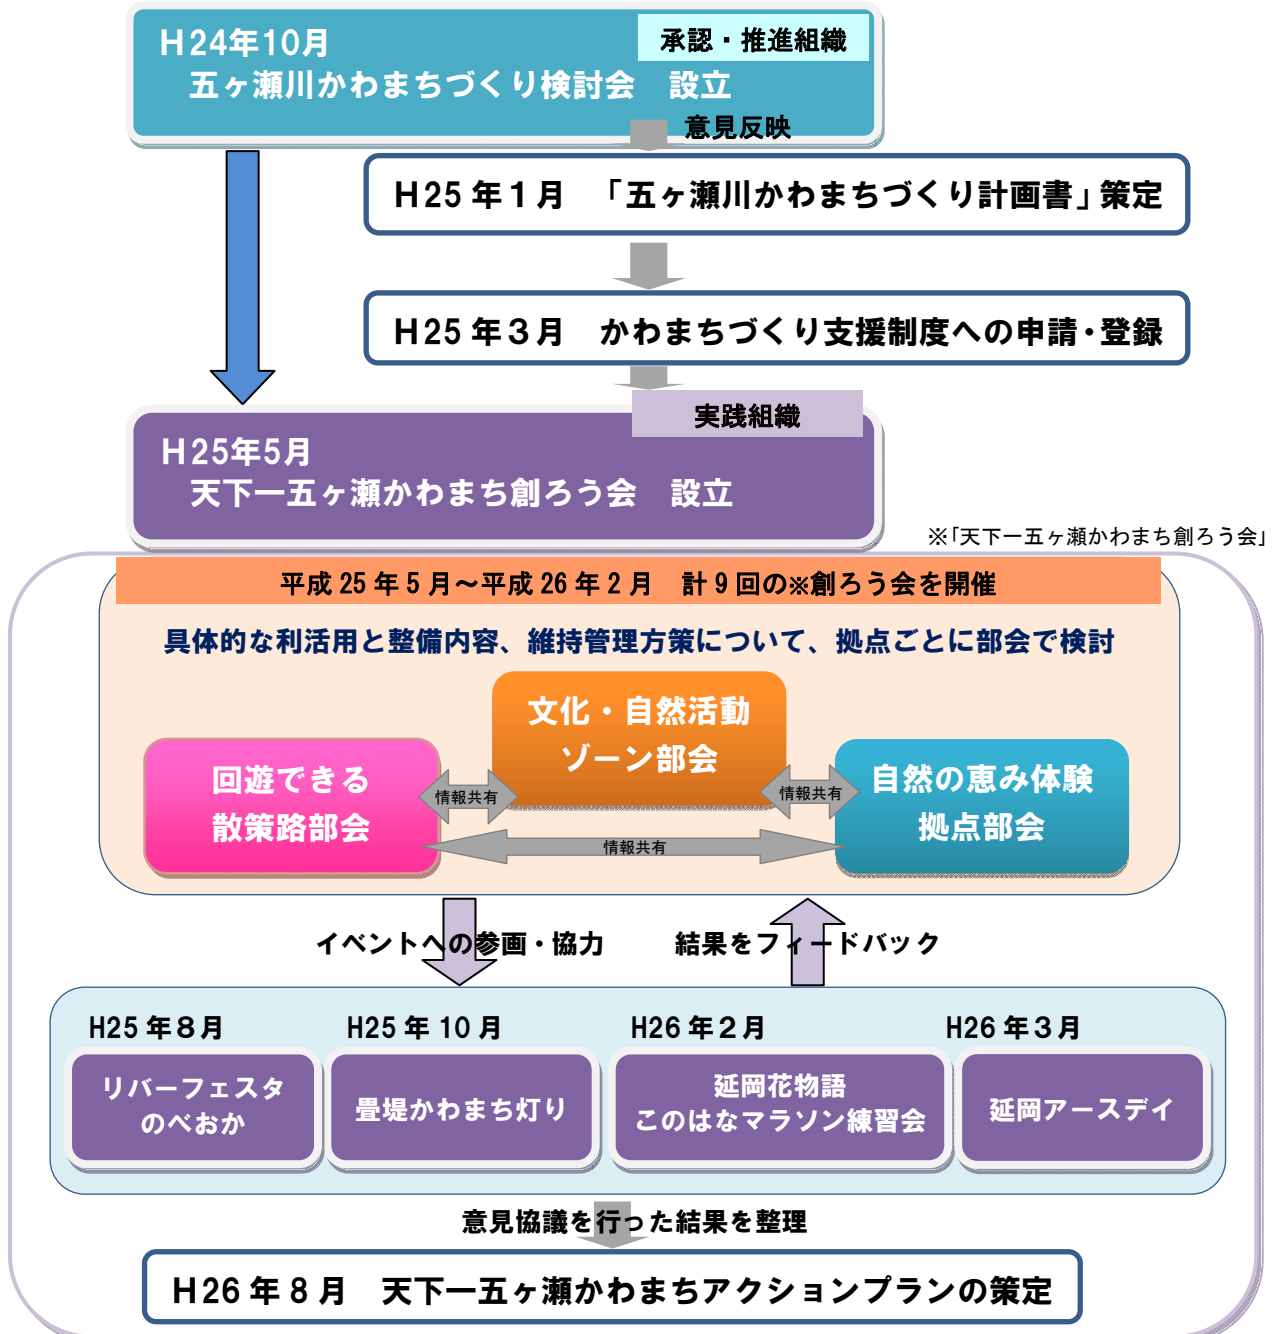 H24年10月
承認・推進組織
五ヶ瀬川かわまちづくり検討会　設立
意見反映
H25年1月　「五ヶ瀬川かわまちづくり計画書」策定
H25年3月　かわまちづくり支援制度への申請・登録
実践組織
H25年5月
天下一五ヶ瀬かわまち創ろう会　設立
※「天下一五ヶ瀬かわまち創ろう会」
平成25年5月～平成26年2月　計9回の※創ろう会を開催
具体的な利活用と整備内容、維持管理方策について、拠点ごとに部会で検討
文化・自然活動
ゾーン部会
回遊できる
散策路部会
自然の恵み体験
拠点部会
情報共有
情報共有
情報共有
イベントへの参画・協力
結果をフィードバック
H25年8月
H25年10月
H26年2月
H26年3月
リバーフェスタ
のべおか
畳堤かわまち灯り
延岡花物語
このはなマラソン練習会
延岡アースデイ
意見協議を行った結果を整理
H26年8月　天下一五ヶ瀬かわまちアクションプランの策定